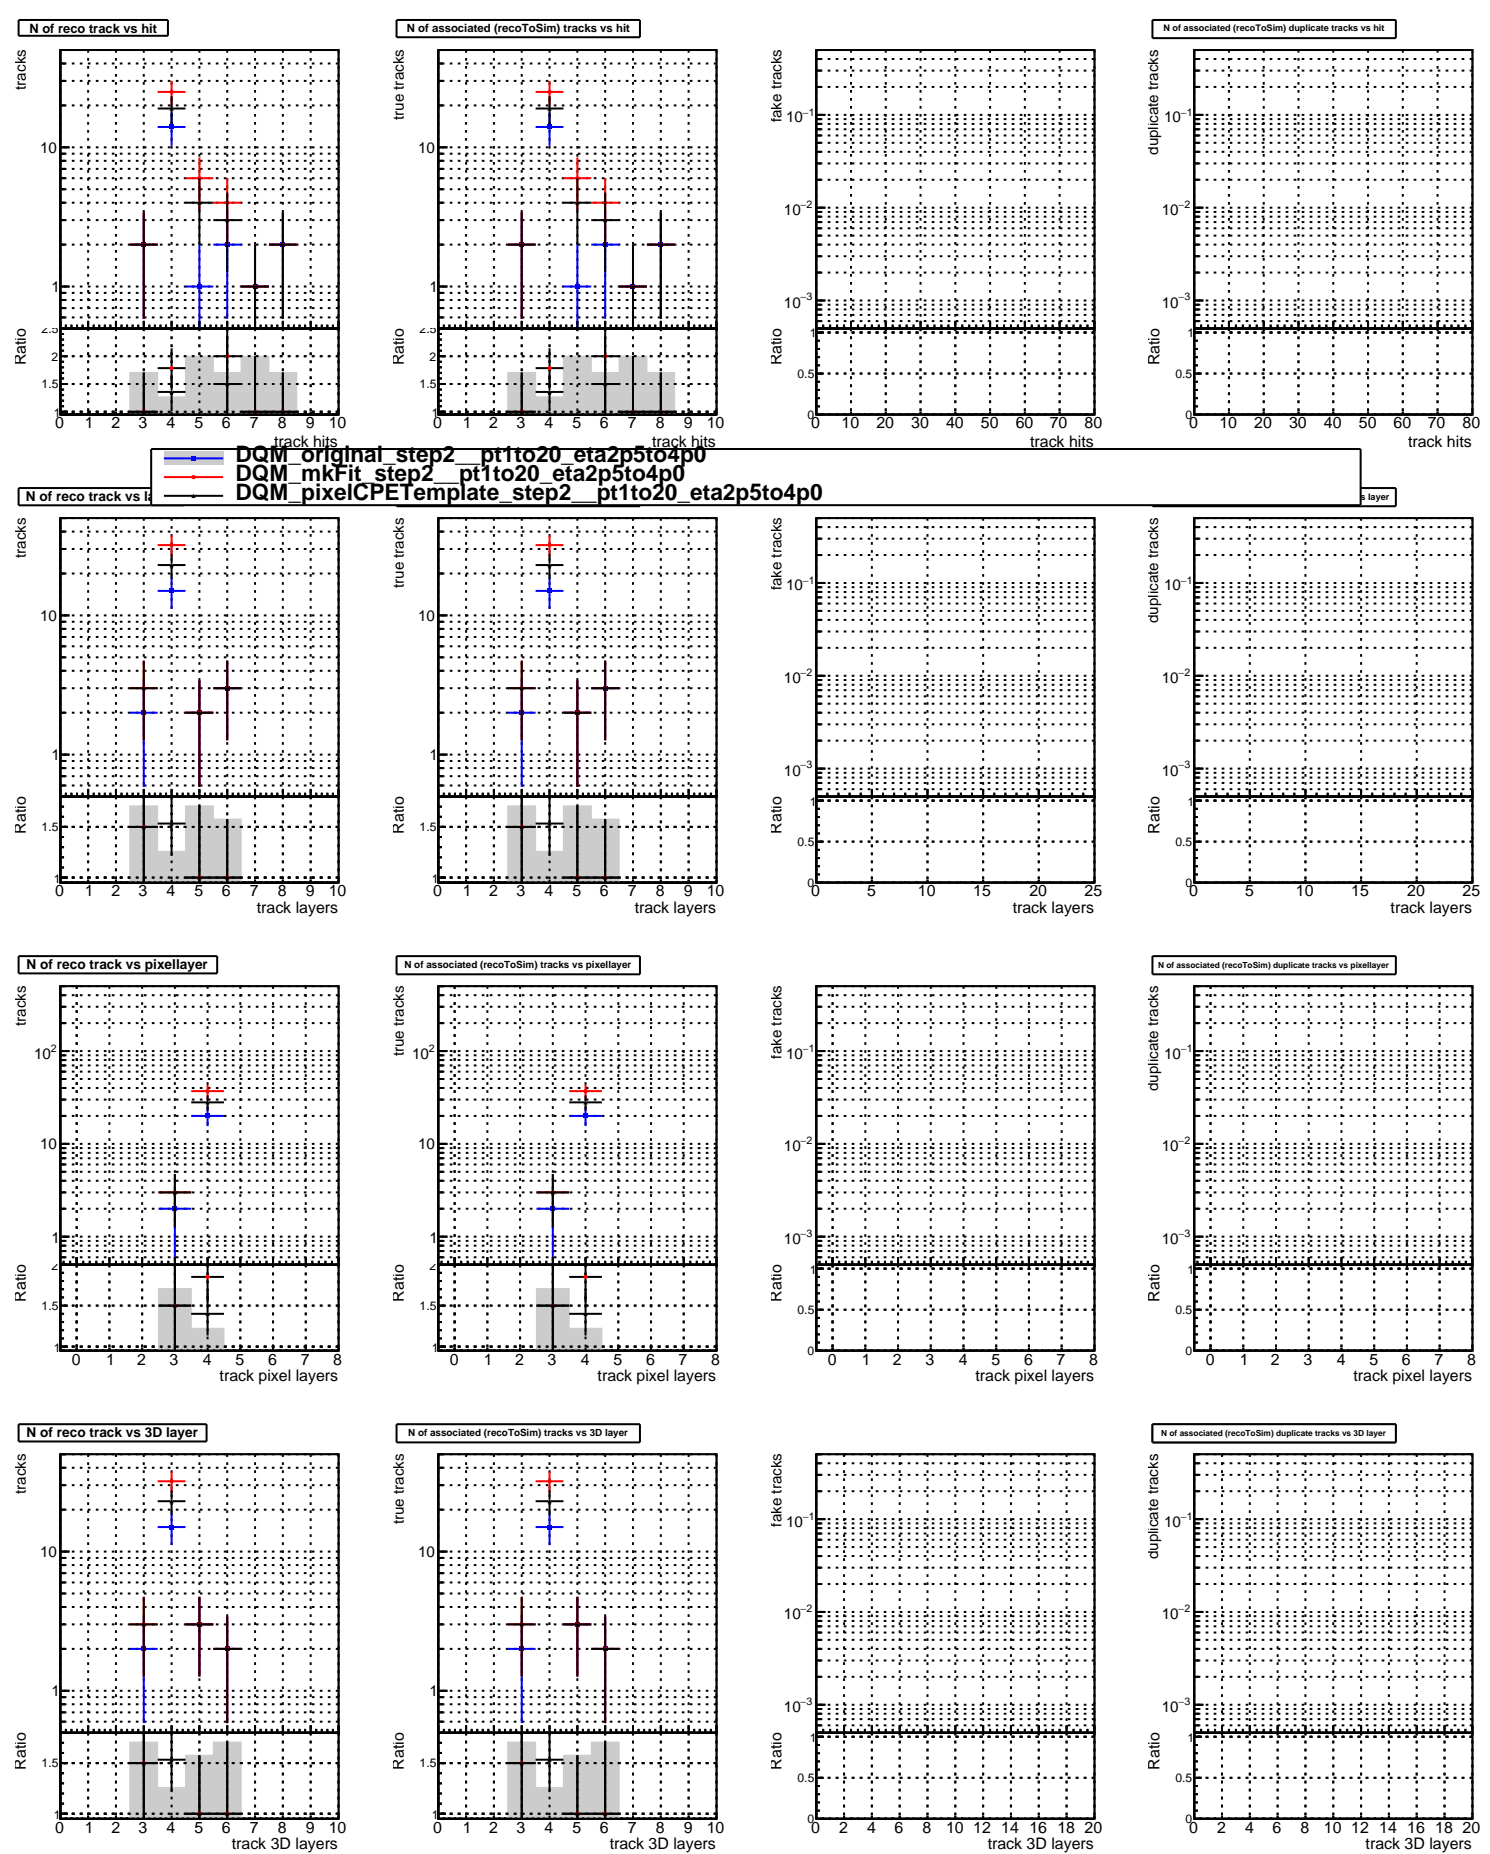 N of reco track vs hit
N of associated (recoToSim) tracks vs hit
N of associated (recoToSim) duplicate tracks vs hit
tracks
true tracks
fake tracks
duplicate tracks
10
1
10
1
10⁻¹
10⁻²
10⁻³
10⁻¹
10⁻²
10⁻³
Ratio
Ratio
Ratio
Ratio
2.5
2
1.5
1
2.5
2
1.5
1
1
0.5
0
1
0.5
0
0 1 2 3 4 5 6 7 8 9 10
0 1 2 3 4 5 6 7 8 9 10
0 10 20 30 40 50 60 70 80
0 10 20 30 40 50 60 70 80
track hits
track hits
track hits
track hits
DQM_original_step2__pt1to20_eta2p5to4p0
DQM_mkFit_step2__pt1to20_eta2p5to4p0
DQM_pixelCPETemplate_step2__pt1to20_eta2p5to4p0
N of reco track vs
layer
tracks
true tracks
fake tracks
duplicate tracks
10
1
10
1
10⁻¹
10⁻²
10⁻³
10⁻¹
10⁻²
10⁻³
Ratio
Ratio
Ratio
Ratio
1.5
1
1.5
1
1
0.5
0
1
0.5
0
0 1 2 3 4 5 6 7 8 9 10
0 1 2 3 4 5 6 7 8 9 10
0 5 10 15 20 25
0 5 10 15 20 25
track layers
track layers
track layers
track layers
N of reco track vs pixellayer
N of associated (recoToSim) tracks vs pixellayer
N of associated (recoToSim) duplicate tracks vs pixellayer
tracks
true tracks
fake tracks
duplicate tracks
10²
10
1
10²
10
1
10⁻¹
10⁻²
10⁻³
10⁻¹
10⁻²
10⁻³
Ratio
Ratio
Ratio
Ratio
2
1.5
1
2
1.5
1
1
0.5
0
1
0.5
0
0 1 2 3 4 5 6 7 8
0 1 2 3 4 5 6 7 8
0 1 2 3 4 5 6 7 8
0 1 2 3 4 5 6 7 8
track pixel layers
track pixel layers
track pixel layers
track pixel layers
N of reco track vs 3D layer
N of associated (recoToSim) tracks vs 3D layer
N of associated (recoToSim) duplicate tracks vs 3D layer
tracks
true tracks
fake tracks
duplicate tracks
10
1
10
1
10⁻¹
10⁻²
10⁻³
10⁻¹
10⁻²
10⁻³
Ratio
Ratio
Ratio
Ratio
1.5
1
1.5
1
1
0.5
0
1
0.5
0
0 1 2 3 4 5 6 7 8 9 10
0 1 2 3 4 5 6 7 8 9 10
0 2 4 6 8 10 12 14 16 18 20
0 2 4 6 8 10 12 14 16 18 20
track 3D layers
track 3D layers
track 3D layers
track 3D layers